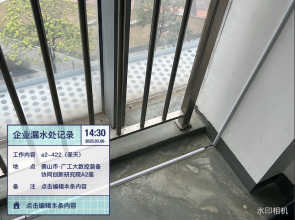 企业漏水处记录
14:30
2025.03.06
工作内容 a2-422（姜天）
地 点 佛山市·广工大数控装备
协同创新研究院A2座
备 注 点击编辑本条内容
点击编辑本条内容
水印相机